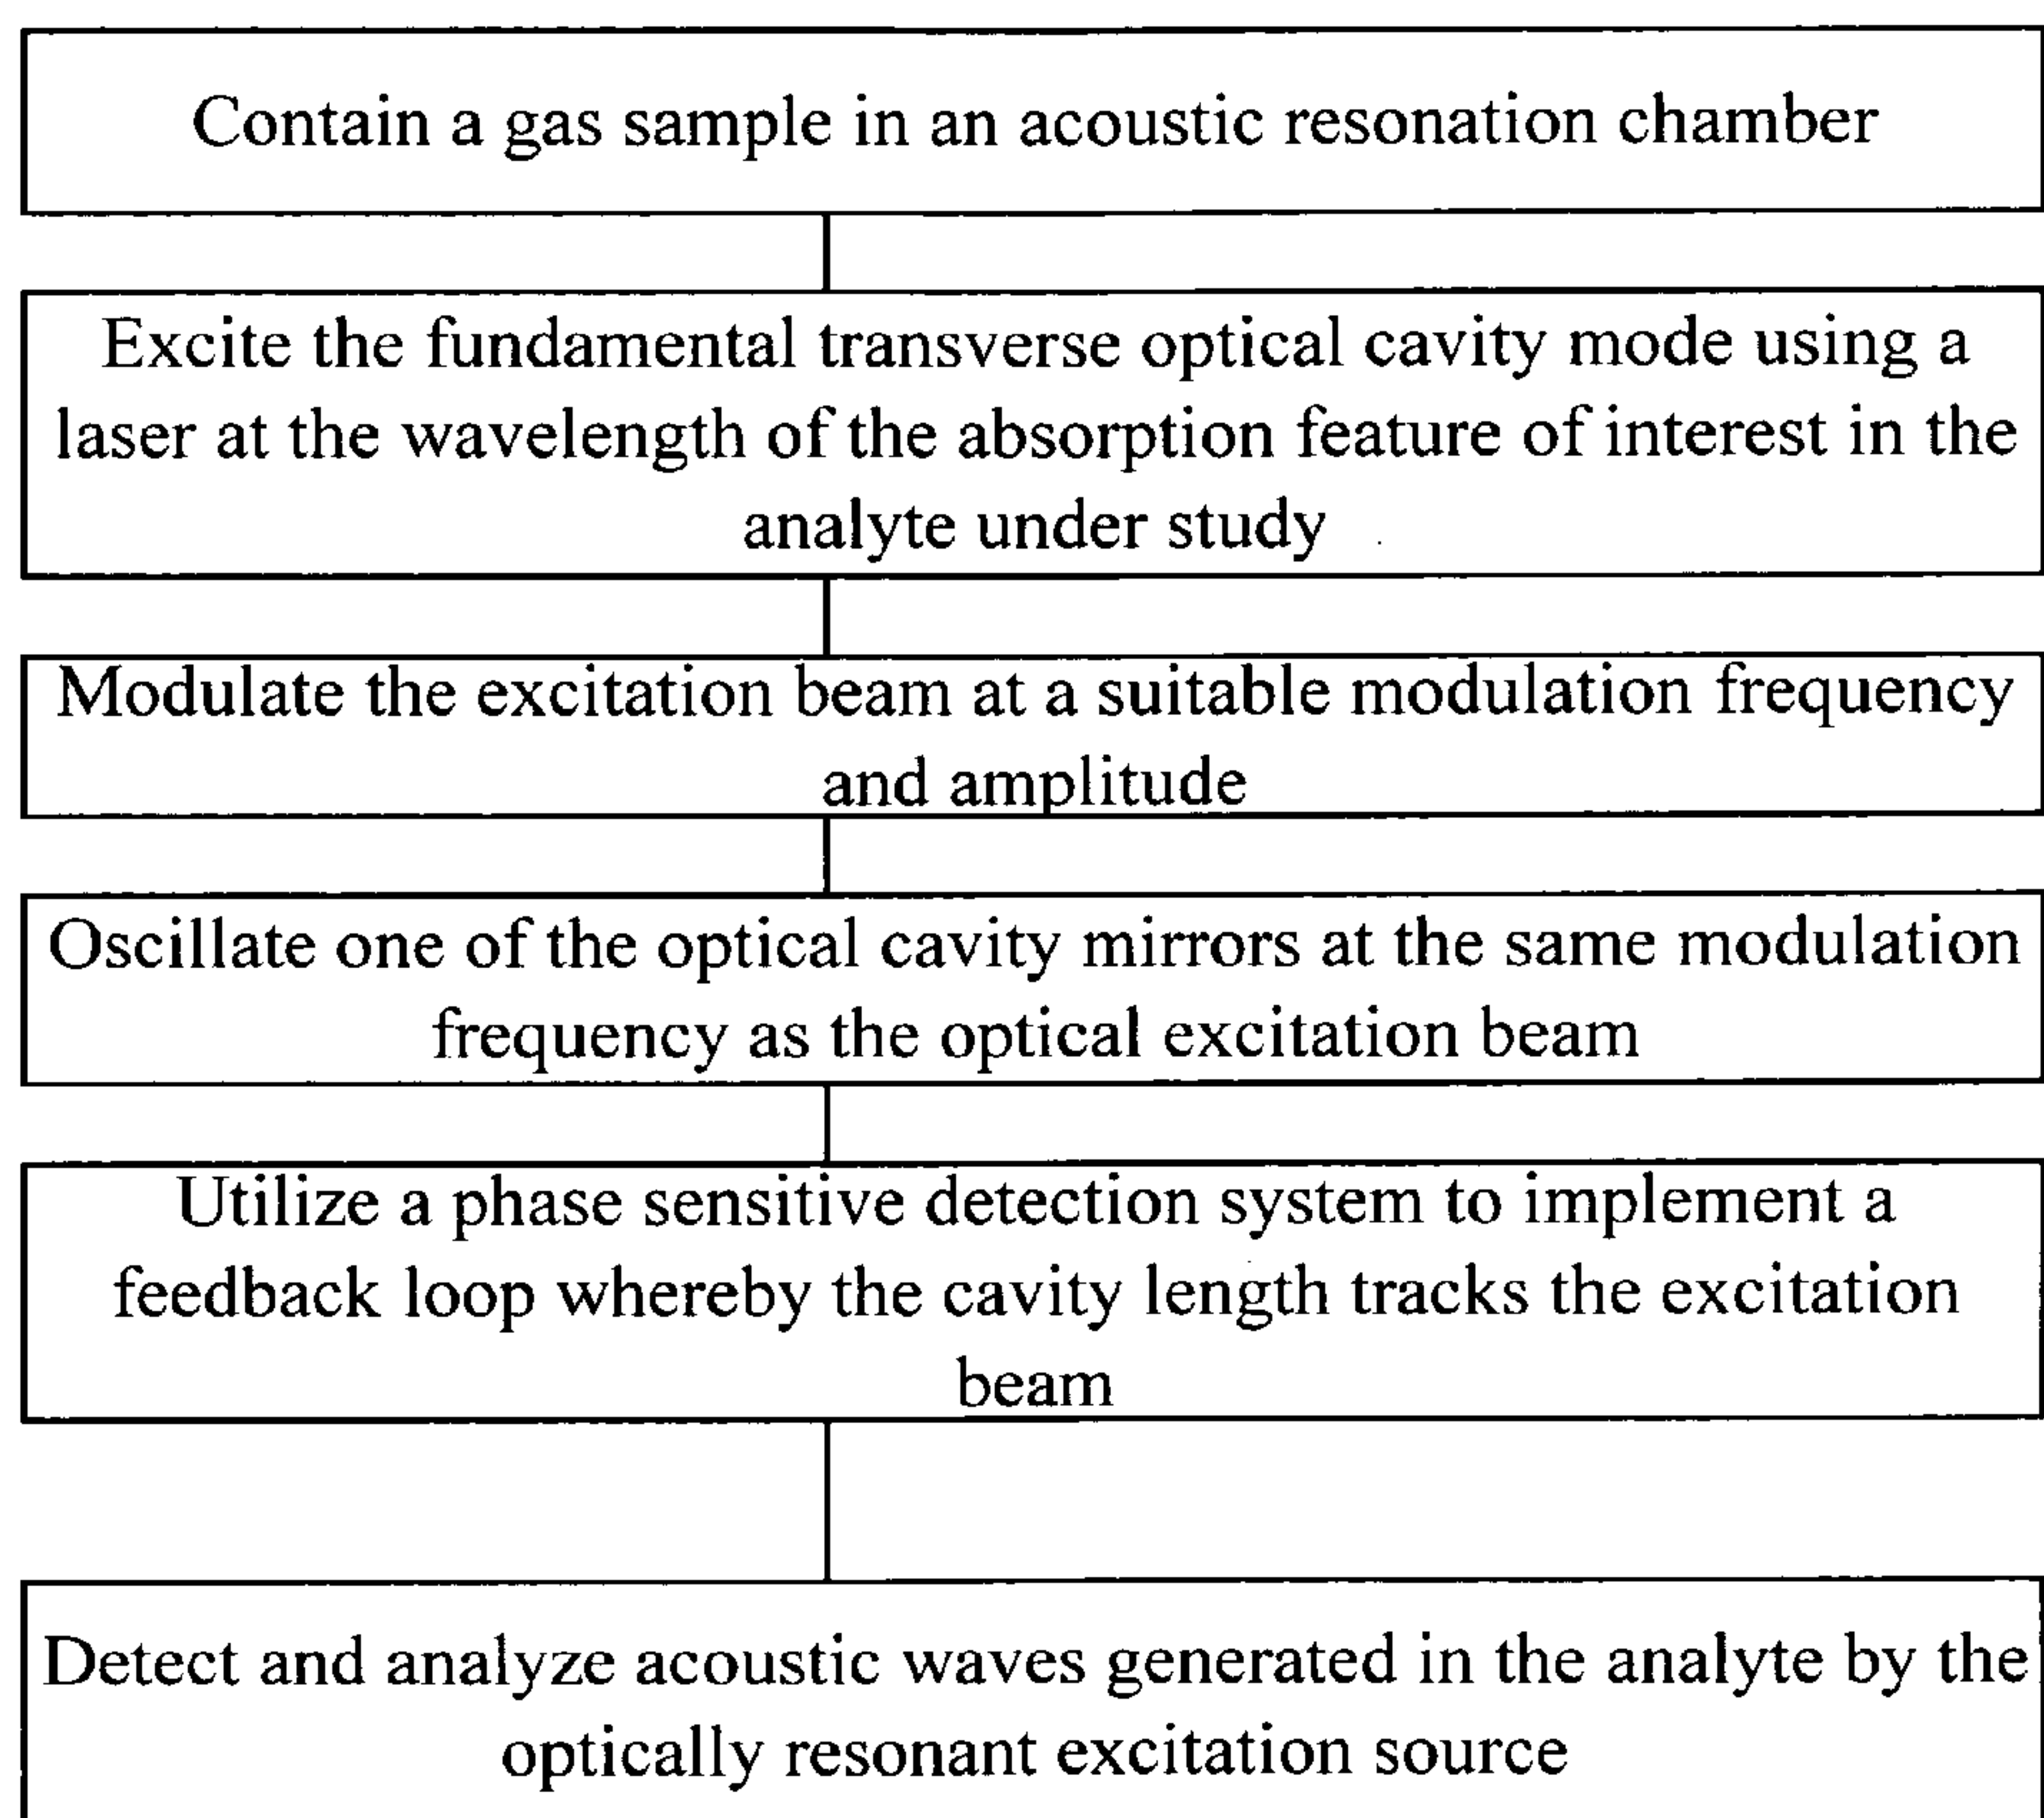 Contain a gas sample in an acoustic resonation chamber
Excite the fundamental transverse optical cavity mode using a
laser at the wavelength of the absorption feature of interest in the
analyte under study
Modulate the excitation beam at a suitable modulation frequency
and amplitude
Oscillate one of the optical cavity mirrors at the same modulation
frequency as the optical excitation beam
Utilize a phase sensitive detection system to implement a
feedback loop whereby the cavity length tracks the excitation
beam
Detect and analyze acoustic waves generated in the analyte by the
optically resonant excitation source